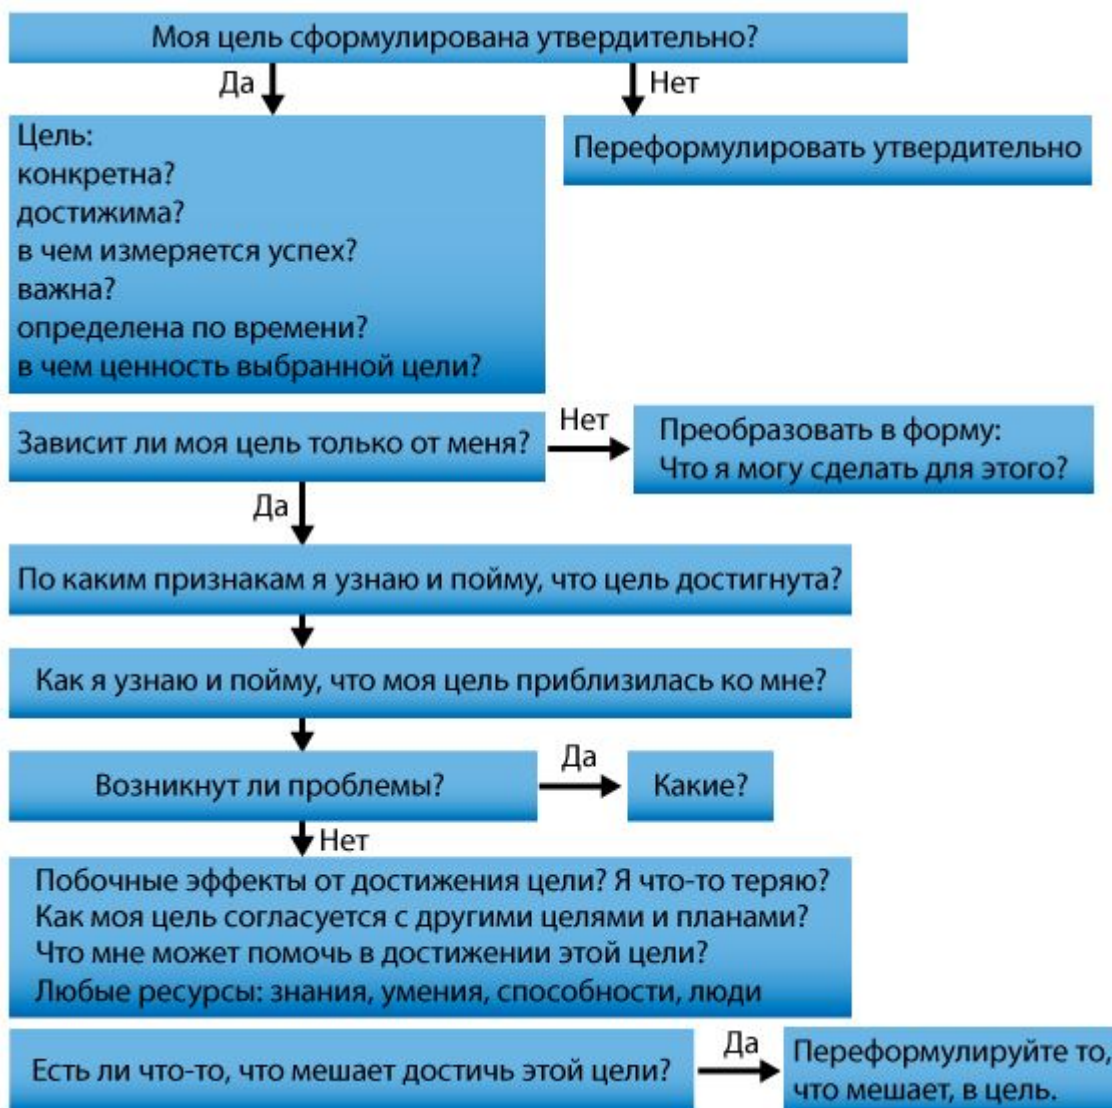 Моя цель сформулирована утвердительно?
Да
Нет
Цель:
конкретна?
достижима?
в чем измеряется успех?
важна?
определена по времени?
в чем ценность выбранной цели?
Переформулировать утвердительно
Зависит ли моя цель только от меня?
Нет
Преобразовать в форму:
Что я могу сделать для этого?
Да
По каким признакам я узнаю и пойму, что цель достигнута?
Как я узнаю и пойму, что моя цель приблизилась ко мне?
Возникнут ли проблемы?
Да
Какие?
Нет
Побочные эффекты от достижения цели? Я что-то теряю?
Как моя цель согласуется с другими целями и планами?
Что мне может помочь в достижении этой цели?
Любые ресурсы: знания, умения, способности, люди
Есть ли что-то, что мешает достичь этой цели?
Да
Переформулируйте то,
что мешает, в цель.